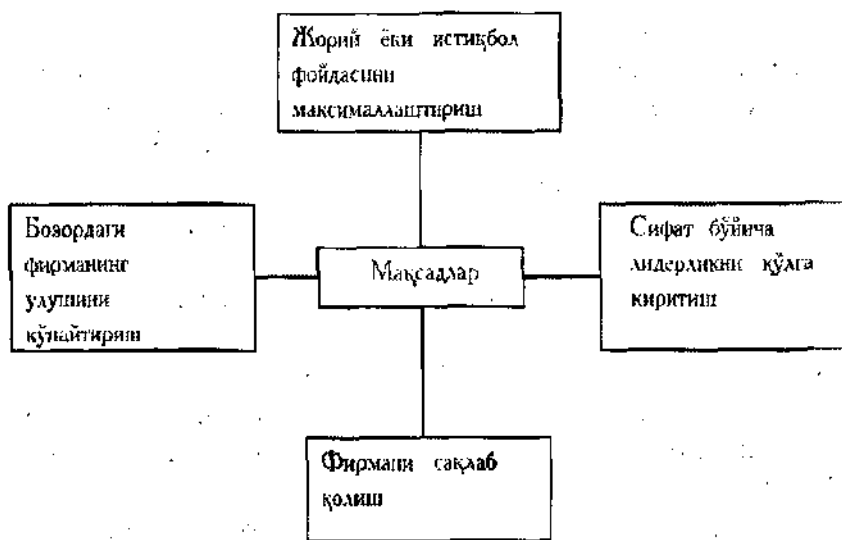 Жорий ёки истиқбол
фойдасини
максималлаштириш
Бозордаги
фирманинг
улушини
кўпайтириш
Мақсадлар
Сифат бўйича
лидерликни қўлга
киритиш
Фирмани сақлаб
қолиш